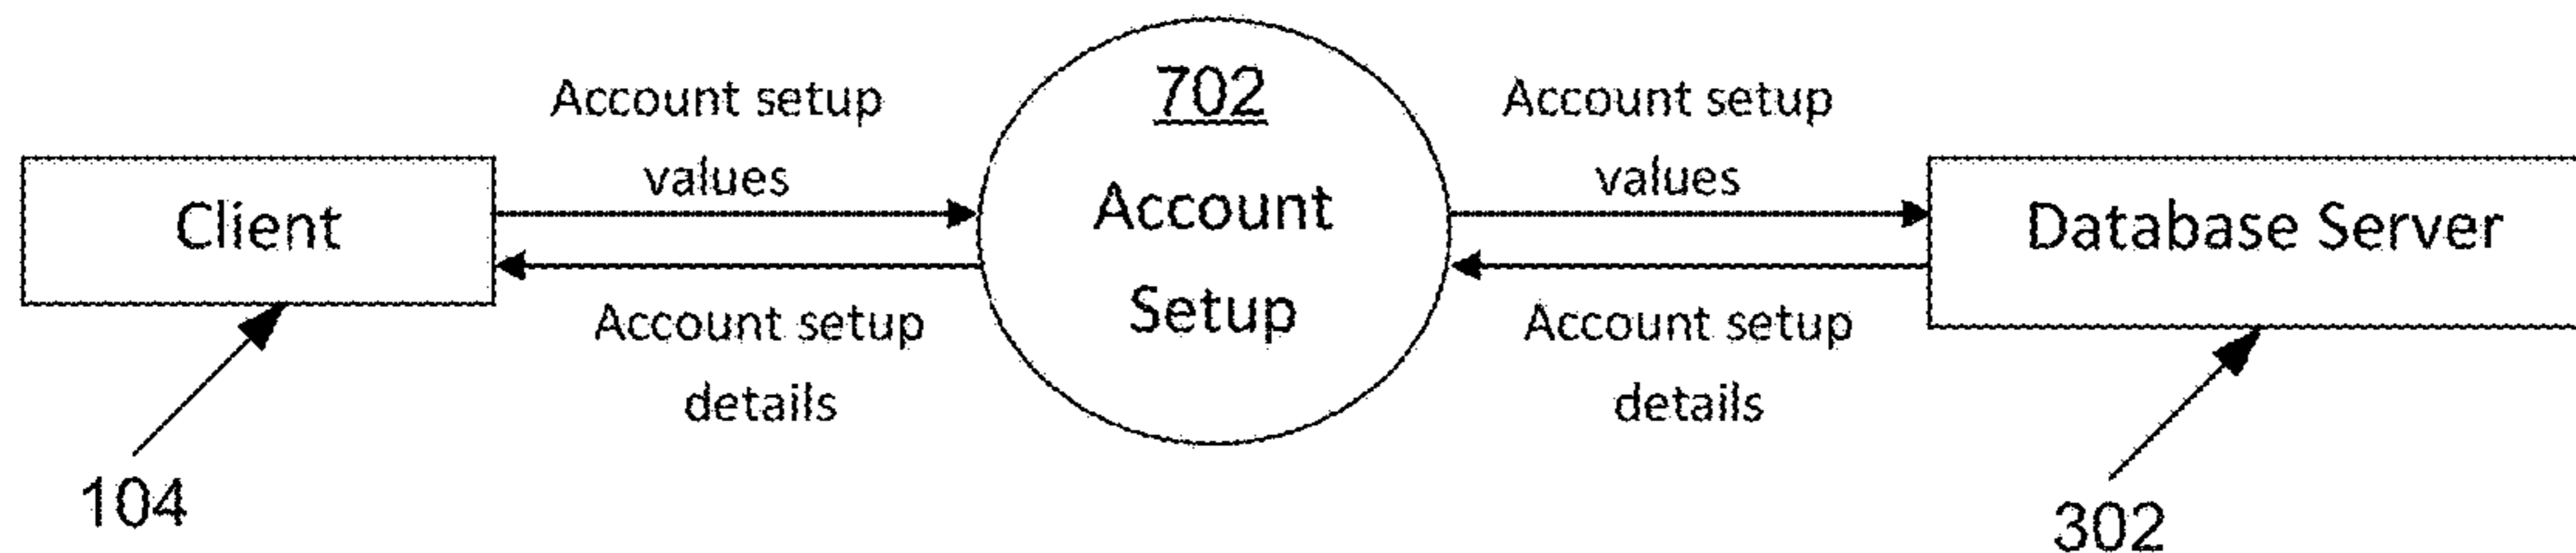 Client
104
Account setup
values
Account setup
details
702
Account
Setup
Account setup
values
Account setup
details
Database Server
302